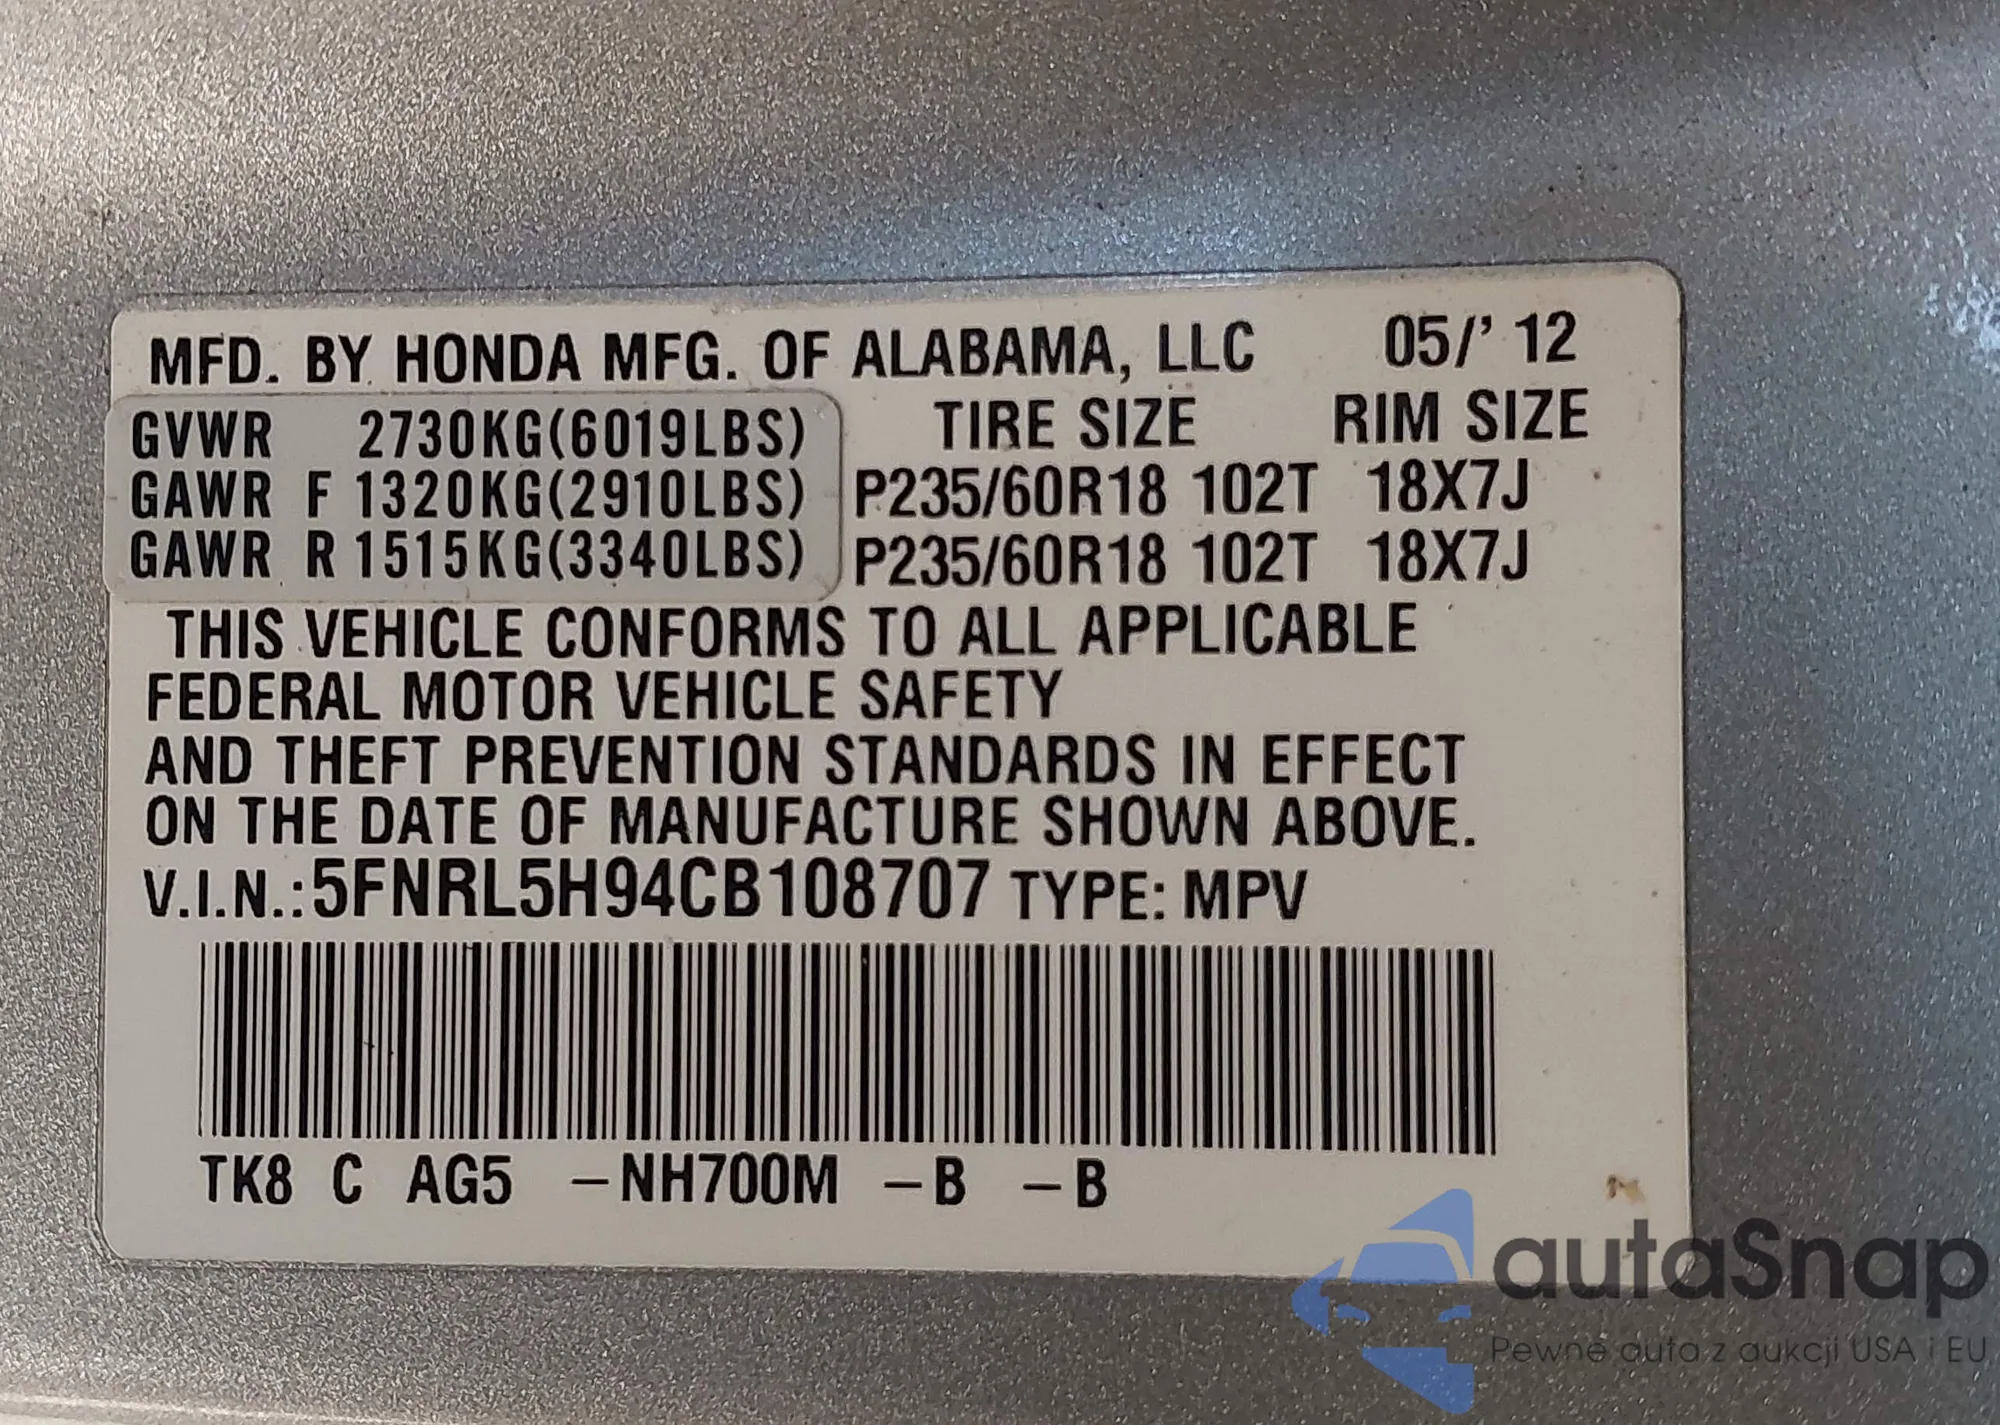 MFD. BY HONDA MFG. OF ALABAMA, LLC 05/' 12
GVWR 2730KG(6019LBS) TIRE SIZE RIM SIZE
GAWR F 1320KG(2910LBS) P235/60R18 102T 18X7J
GAWR R 1515KG(3340LBS) P235/60R18 102T 18X7J
THIS VEHICLE CONFORMS TO ALL APPLICABLE
FEDERAL MOTOR VEHICLE SAFETY
AND THEFT PREVENTION STANDARDS IN EFFECT
ON THE DATE OF MANUFACTURE SHOWN ABOVE.
V.I.N.:5FNRL5H94CB108707 TYPE: MPV
TK8 C AG5 –NH700M –B –B
autaSnap
Pewne auta z aukcji USA i EU